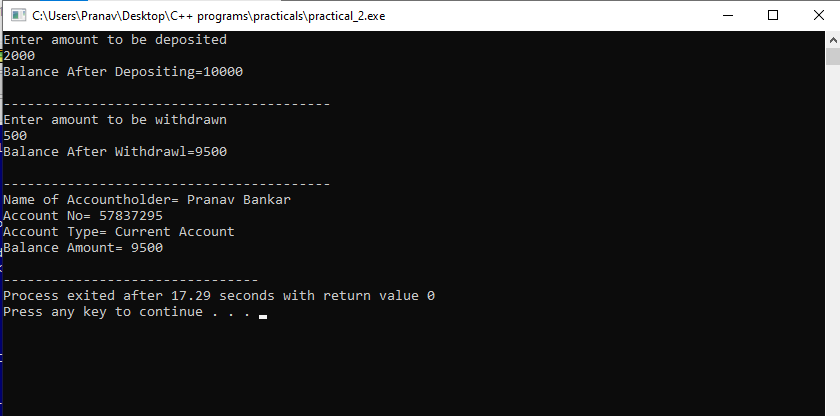 C:\Users\Pranav\Desktop\C++ programs\practicals\practical_2.exe
Enter amount to be deposited
2000
Balance After Depositing=10000
-----------------------------------------
Enter amount to be withdrawn
500
Balance After Withdrawl=9500
-----------------------------------------
Name of Accountholder= Pranav Bankar
Account No= 57837295
Account Type= Current Account
Balance Amount= 9500
--------------------------------
Process exited after 17.29 seconds with return value 0
Press any key to continue . . .